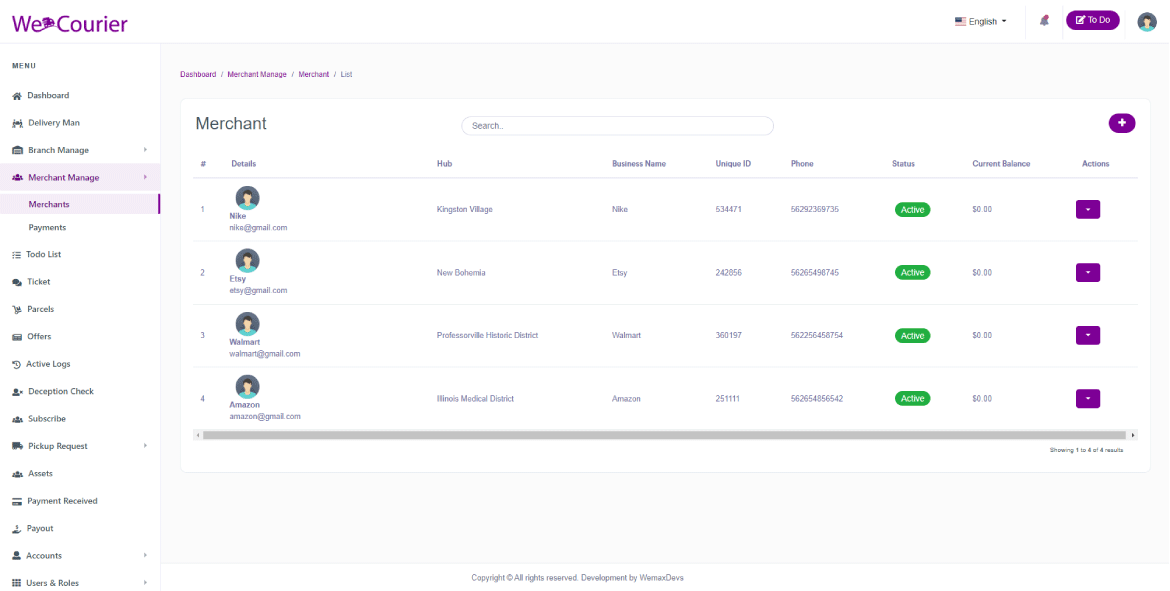 We Courier
English
To Do
MENU
Dashboard
Delivery Man
Branch Manage
Merchant Manage
Merchants
Payments
Todo List
Ticket
Parcels
Offers
Active Logs
Deception Check
Subscribe
Pickup Request
Assets
Payment Received
Payout
Accounts
Users & Roles
Dashboard / Merchant Manage / Merchant / List
Merchant
Search..
# Details Hub Business Name Unique ID Phone Status Current Balance Actions
1 Nike Kingston Village Nike 534471 56292369735 Active $0.00
nike@gmail.com
2 Etsy New Bohemia Etsy 242856 56265498745 Active $0.00
etsy@gmail.com
3 Walmart Professorville Historic District Walmart 360197 562256458754 Active $0.00
walmart@gmail.com
4 Amazon Illinois Medical District Amazon 251111 562654856542 Active $0.00
amazon@gmail.com
Showing 1 to 4 of 4 results
Copyright © All rights reserved. Development by WemaxDevs